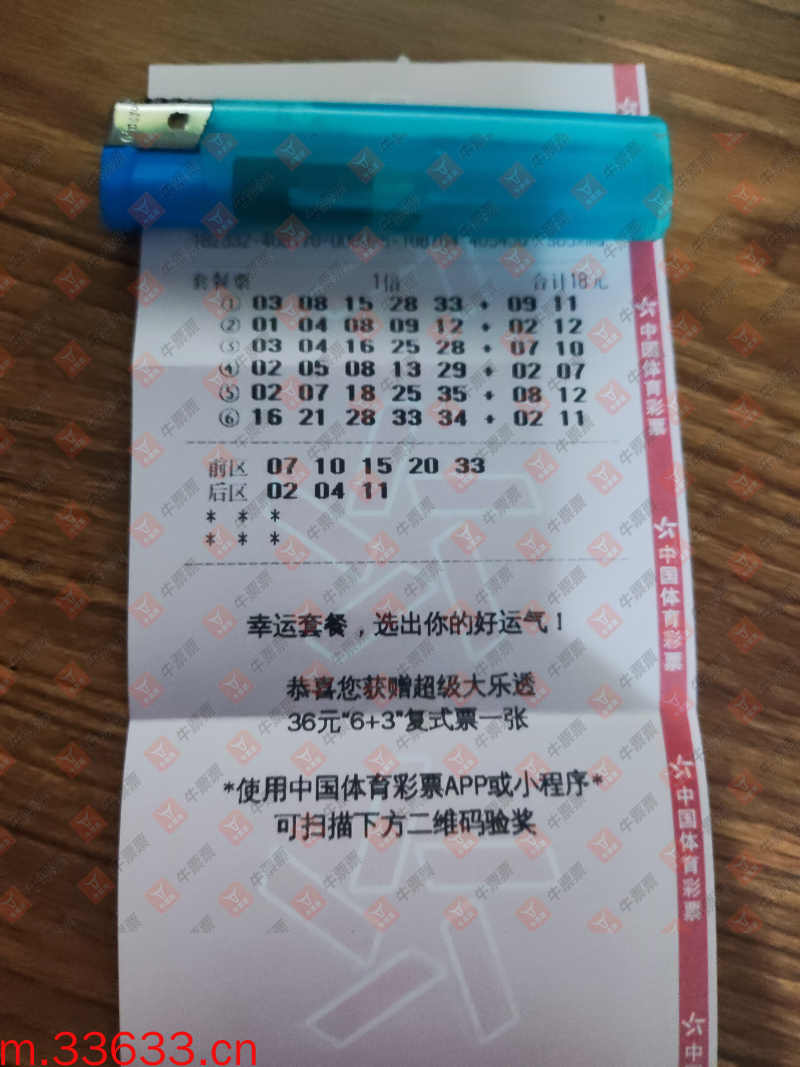 套餐票 1倍 合计18元
① 03 08 15 28 33 + 09 11
② 01 04 08 09 12 + 02 12
③ 03 04 16 25 28 + 07 10
④ 02 05 08 13 29 + 02 07
⑤ 02 07 18 25 35 + 08 12
⑥ 16 21 28 33 34 + 02 11
前区 07 10 15 20 33
后区 02 04 11
* * *
* * *
幸运套餐，选出你的好运气！
恭喜您获赠超级大乐透
36元“6+3”复式票一张
*使用中国体育彩票APP或小程序*
可扫描下方二维码验奖
中国体育彩票
中国体育彩票
中国体育彩票
中
牛票票
m.33633.cn